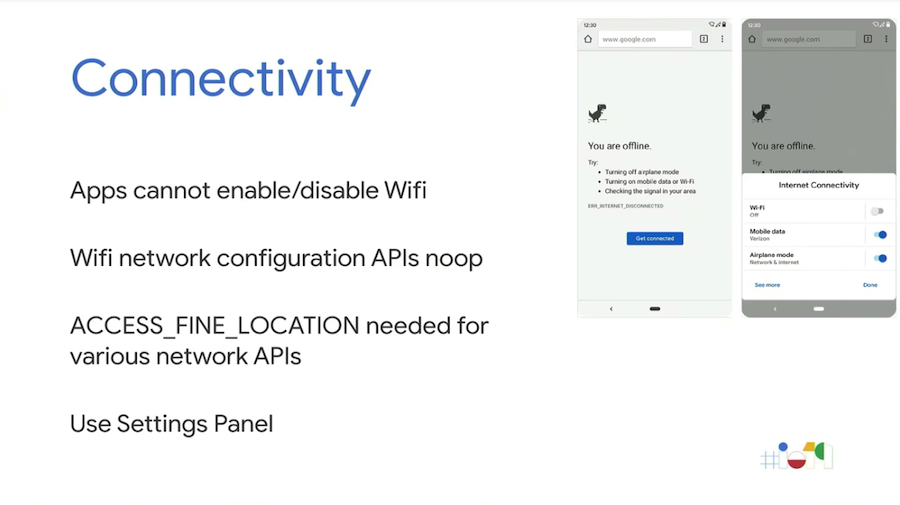 Connectivity
Apps cannot enable/disable Wifi
Wifi network configuration APIs noop
ACCESS_FINE_LOCATION needed for
various network APIs
Use Settings Panel
12:30
www.google.com
2
You are offline.
Try:
• Turning off airplane mode
• Turning on mobile data or Wi-Fi
• Checking the signal in your area
ERR_INTERNET_DISCONNECTED
Get connected
12:30
www.google.com
2
You are offline.
Try:
• Turning off airplane mode
Internet Connectivity
Wi-Fi
Off
Mobile data
Verizon
Airplane mode
Network & internet
See more
Done
#io19